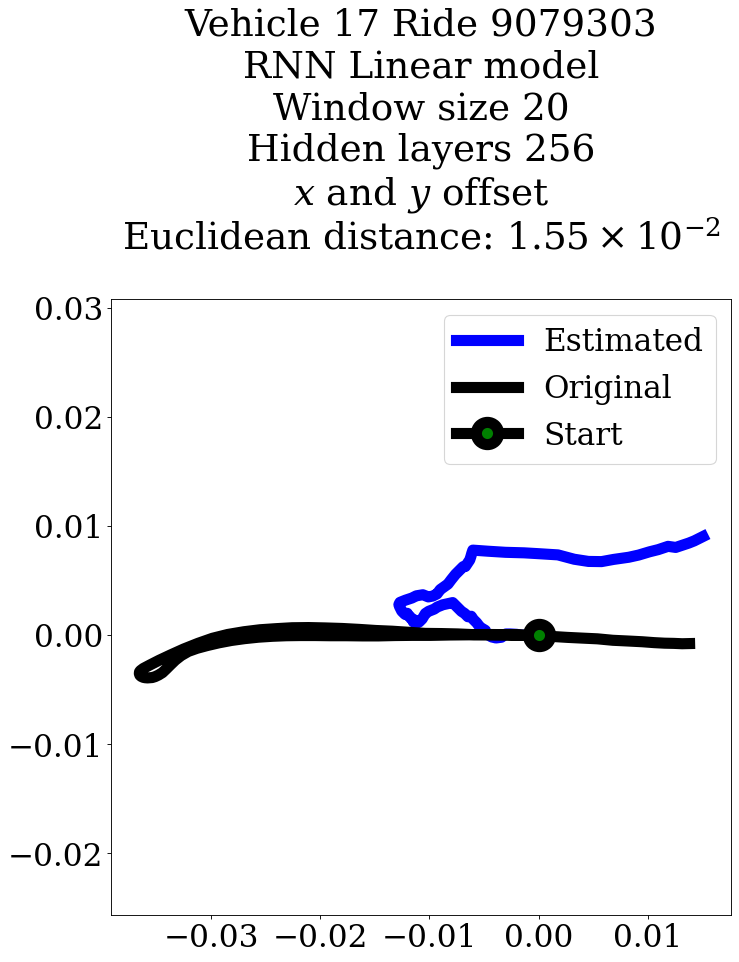 Vehicle 17 Ride 9079303
RNN Linear model
Window size 20
Hidden layers 256
x and y offset
Euclidean distance: 1.55 × 10⁻²
0.03
0.02
0.01
0.00
−0.01
−0.02
Estimated
Original
Start
−0.03 −0.02 −0.01 0.00 0.01